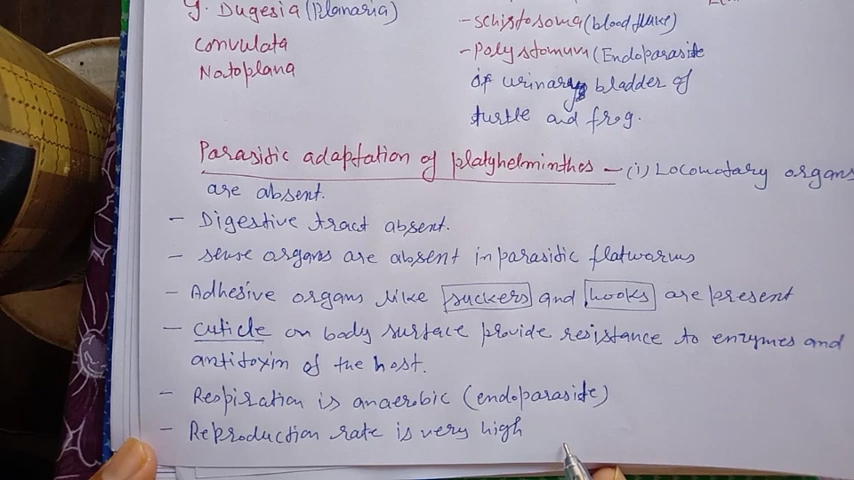 g. Dugesia (Planaria)
Convulata
Notoplana
- Schistosoma (blood fluke)
- Polystomum (Endoparasite
of urinary bladder of
turtle and frog.
Parasitic adaptation of platyhelminthes - (i) Locomotary organs
are absent.
- Digestive tract absent.
- sense organs are absent in parasitic flatworms
- Adhesive organs like suckers and hooks are present
- Cuticle on body surface provide resistance to enzymes and
antitoxin of the host.
- Respiration is anaerobic (endoparasite)
- Reproduction rate is very high